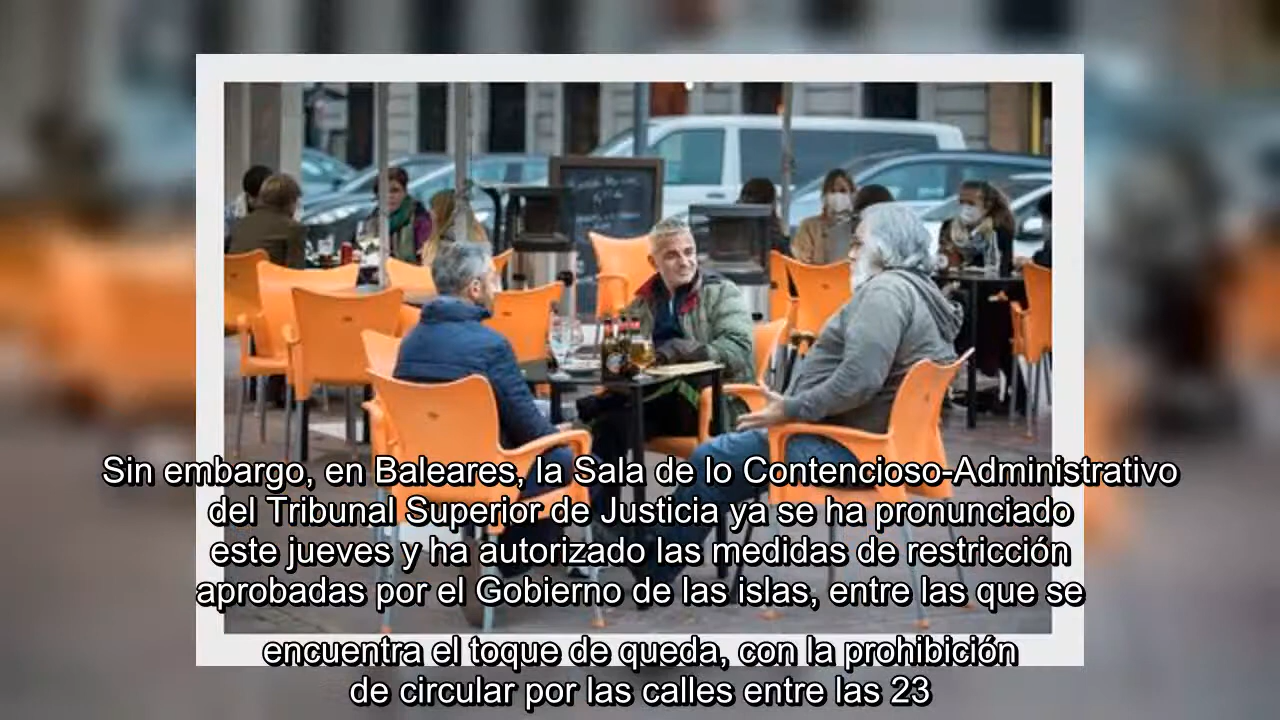 Sin embargo, en Baleares, la Sala de lo Contencioso-Administrativo
del Tribunal Superior de Justicia ya se ha pronunciado
este jueves y ha autorizado las medidas de restricción
aprobadas por el Gobierno de las islas, entre las que se
encuentra el toque de queda, con la prohibición
de circular por las calles entre las 23